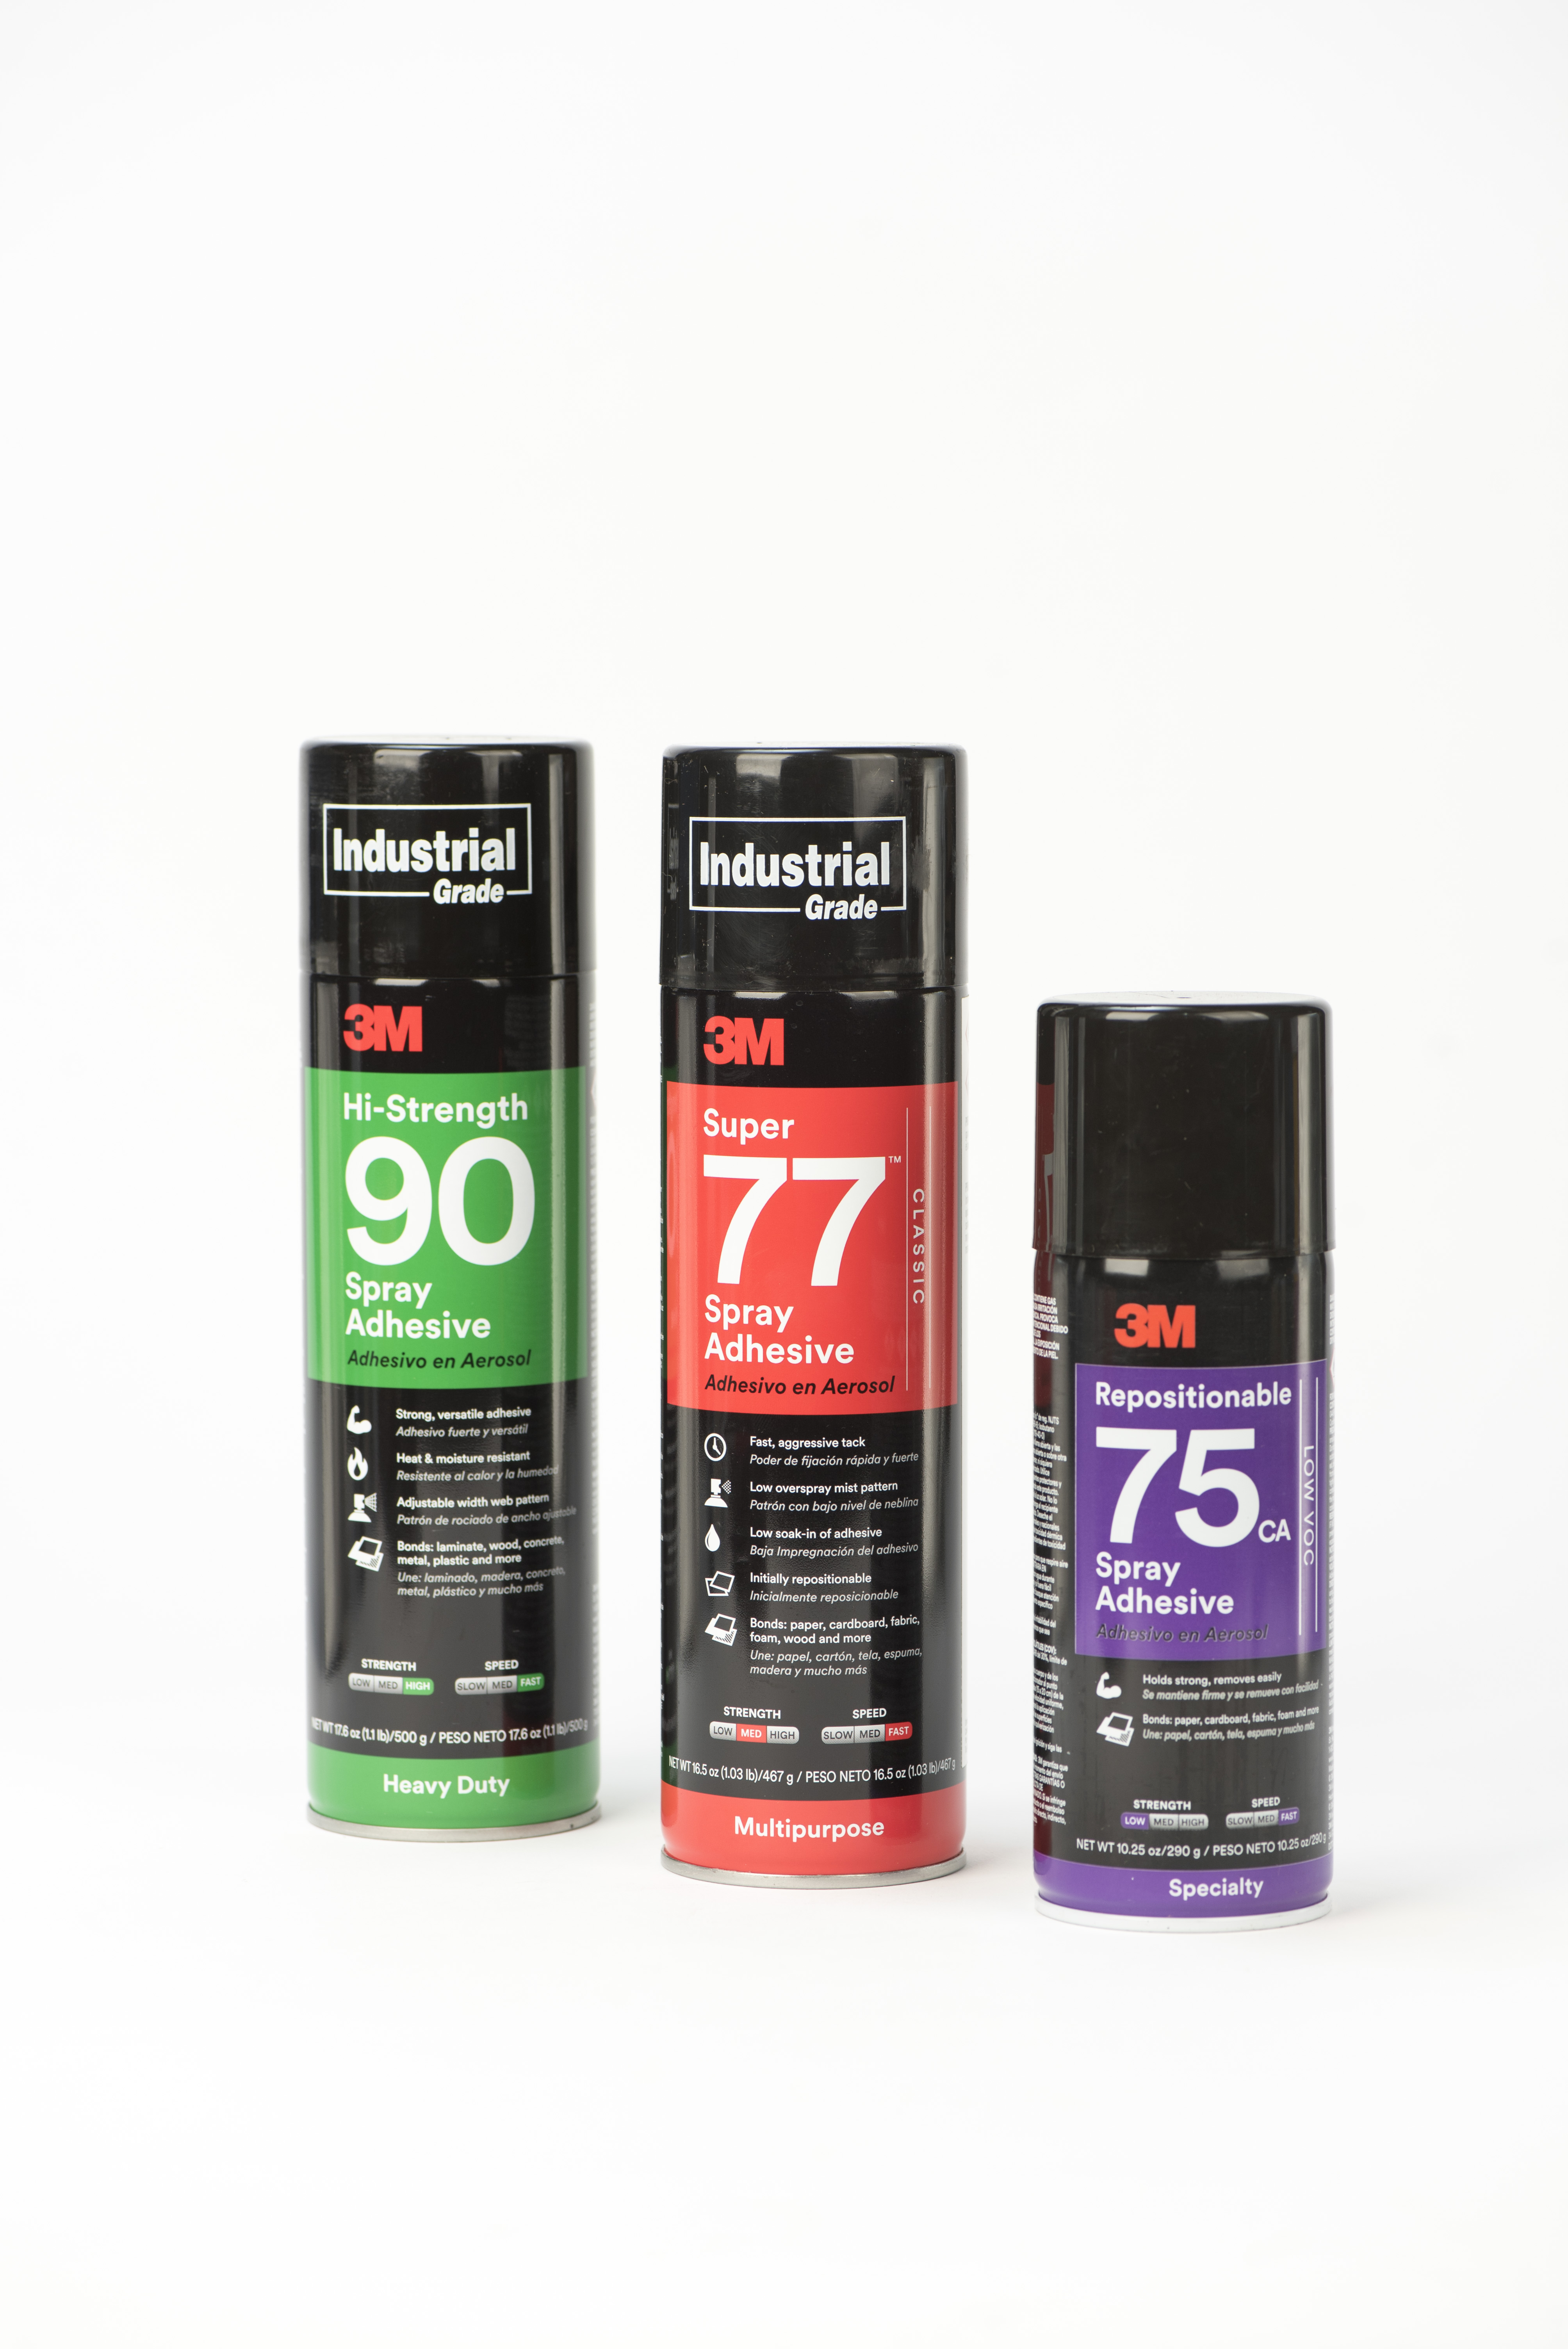 Industrial
Grade
3M
Hi-Strength
90
Spray
Adhesive
Adhesivo en Aerosol
Strong, versatile adhesive
Adhesivo fuerte y versátil
Heat & moisture resistant
Resistente al calor y la humedad
Adjustable width web pattern
Patrón de rociado de ancho ajustable
Bonds: laminate, wood, concrete,
metal, plastic and more
Une: laminado, madera, concreto,
metal, plástico y mucho más
STRENGTH
LOW MED HIGH
SPEED
SLOW MED FAST
NET WT 17.6 oz (1.1 lb)/500 g / PESO NETO 17.6 oz (1.1 lb)/500 g
Heavy Duty
Industrial
Grade
3M
Super
77™
CLASSIC
Spray
Adhesive
Adhesivo en Aerosol
Fast, aggressive tack
Poder de fijación rápida y fuerte
Low overspray mist pattern
Patrón con bajo nivel de neblina
Low soak-in of adhesive
Baja Impregnación del adhesivo
Initially repositionable
Inicialmente reposicionable
Bonds: paper, cardboard, fabric,
foam, wood and more
Une: papel, cartón, tela, espuma,
madera y mucho más
STRENGTH
LOW MED HIGH
SPEED
SLOW MED FAST
NET WT 16.5 oz (1.03 lb)/467 g / PESO NETO 16.5 oz (1.03 lb)/467 g
Multipurpose
3M
Repositionable
75 CA
LOW VOC
Spray
Adhesive
Adhesivo en Aerosol
Holds strong, removes easily
Se mantiene firme y se remueve con facilidad
Bonds: paper, cardboard, fabric, foam and more
Une: papel, cartón, tela, espuma y mucho más
STRENGTH
LOW MED HIGH
SPEED
SLOW MED FAST
NET WT 10.25 oz/290 g / PESO NETO 10.25 oz/290 g
Specialty